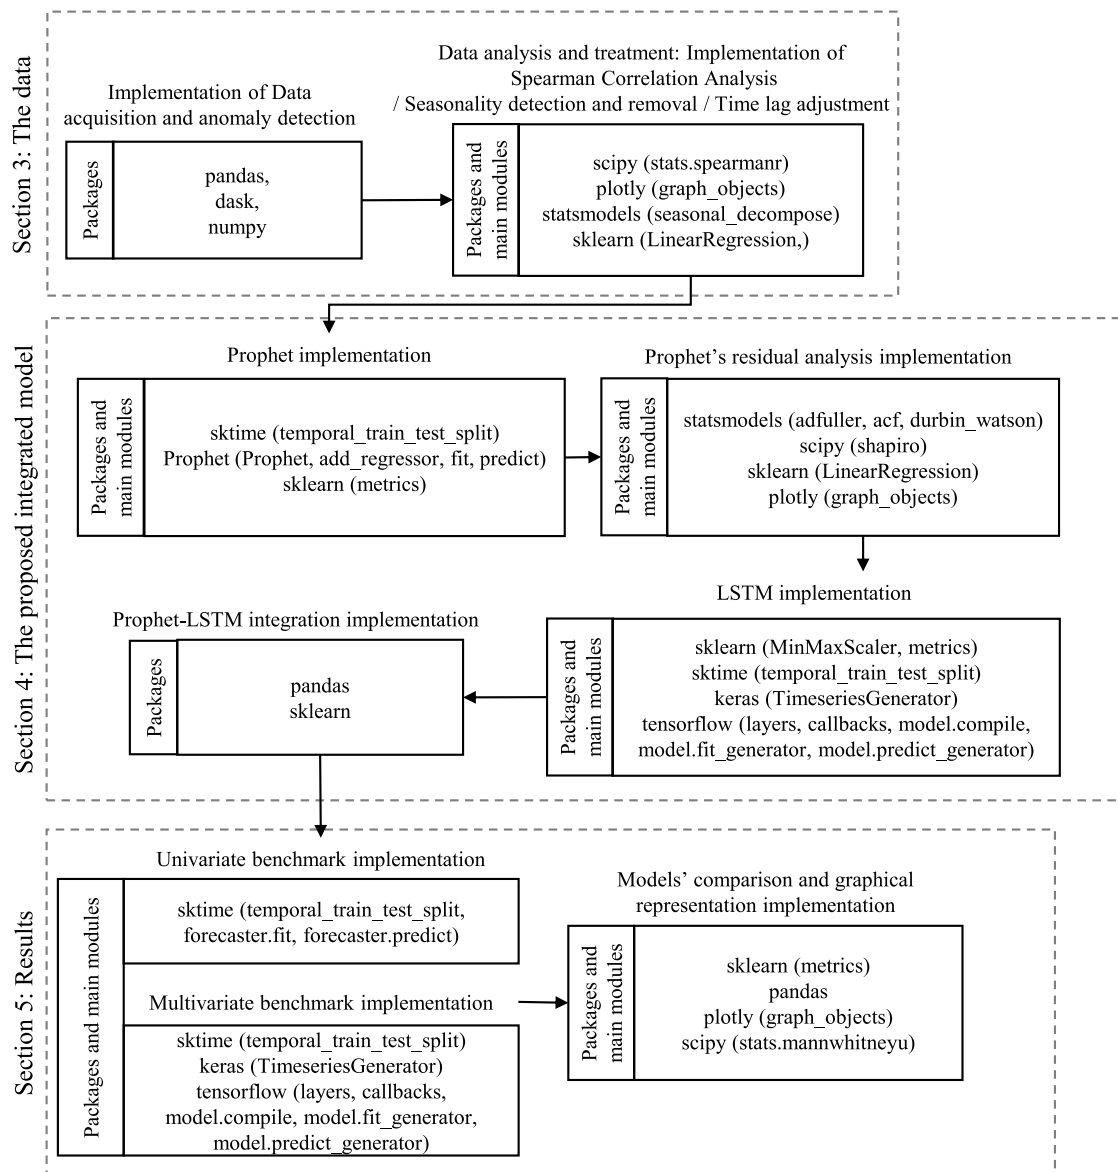 Section 3: The data
Implementation of Data
acquisition and anomaly detection
Packages
pandas,
dask,
numpy
Data analysis and treatment: Implementation of
Spearman Correlation Analysis
/ Seasonality detection and removal / Time lag adjustment
Packages and
main modules
scipy (stats.spearmanr)
plotly (graph_objects)
statsmodels (seasonal_decompose)
sklearn (LinearRegression,)
Section 4: The proposed integrated model
Prophet implementation
Packages and
main modules
sktime (temporal_train_test_split)
Prophet (Prophet, add_regressor, fit, predict)
sklearn (metrics)
Prophet’s residual analysis implementation
Packages and
main modules
statsmodels (adfuller, acf, durbin_watson)
scipy (shapiro)
sklearn (LinearRegression)
plotly (graph_objects)
LSTM implementation
Packages and
main modules
sklearn (MinMaxScaler, metrics)
sktime (temporal_train_test_split)
keras (TimeseriesGenerator)
tensorflow (layers, callbacks, model.compile,
model.fit_generator, model.predict_generator)
Prophet-LSTM integration implementation
Packages
pandas
sklearn
Section 5: Results
Packages and main modules
Univariate benchmark implementation
sktime (temporal_train_test_split,
forecaster.fit, forecaster.predict)
Multivariate benchmark implementation
sktime (temporal_train_test_split)
keras (TimeseriesGenerator)
tensorflow (layers, callbacks,
model.compile, model.fit_generator,
model.predict_generator)
Models’ comparison and graphical
representation implementation
Packages and
main modules
sklearn (metrics)
pandas
plotly (graph_objects)
scipy (stats.mannwhitneyu)